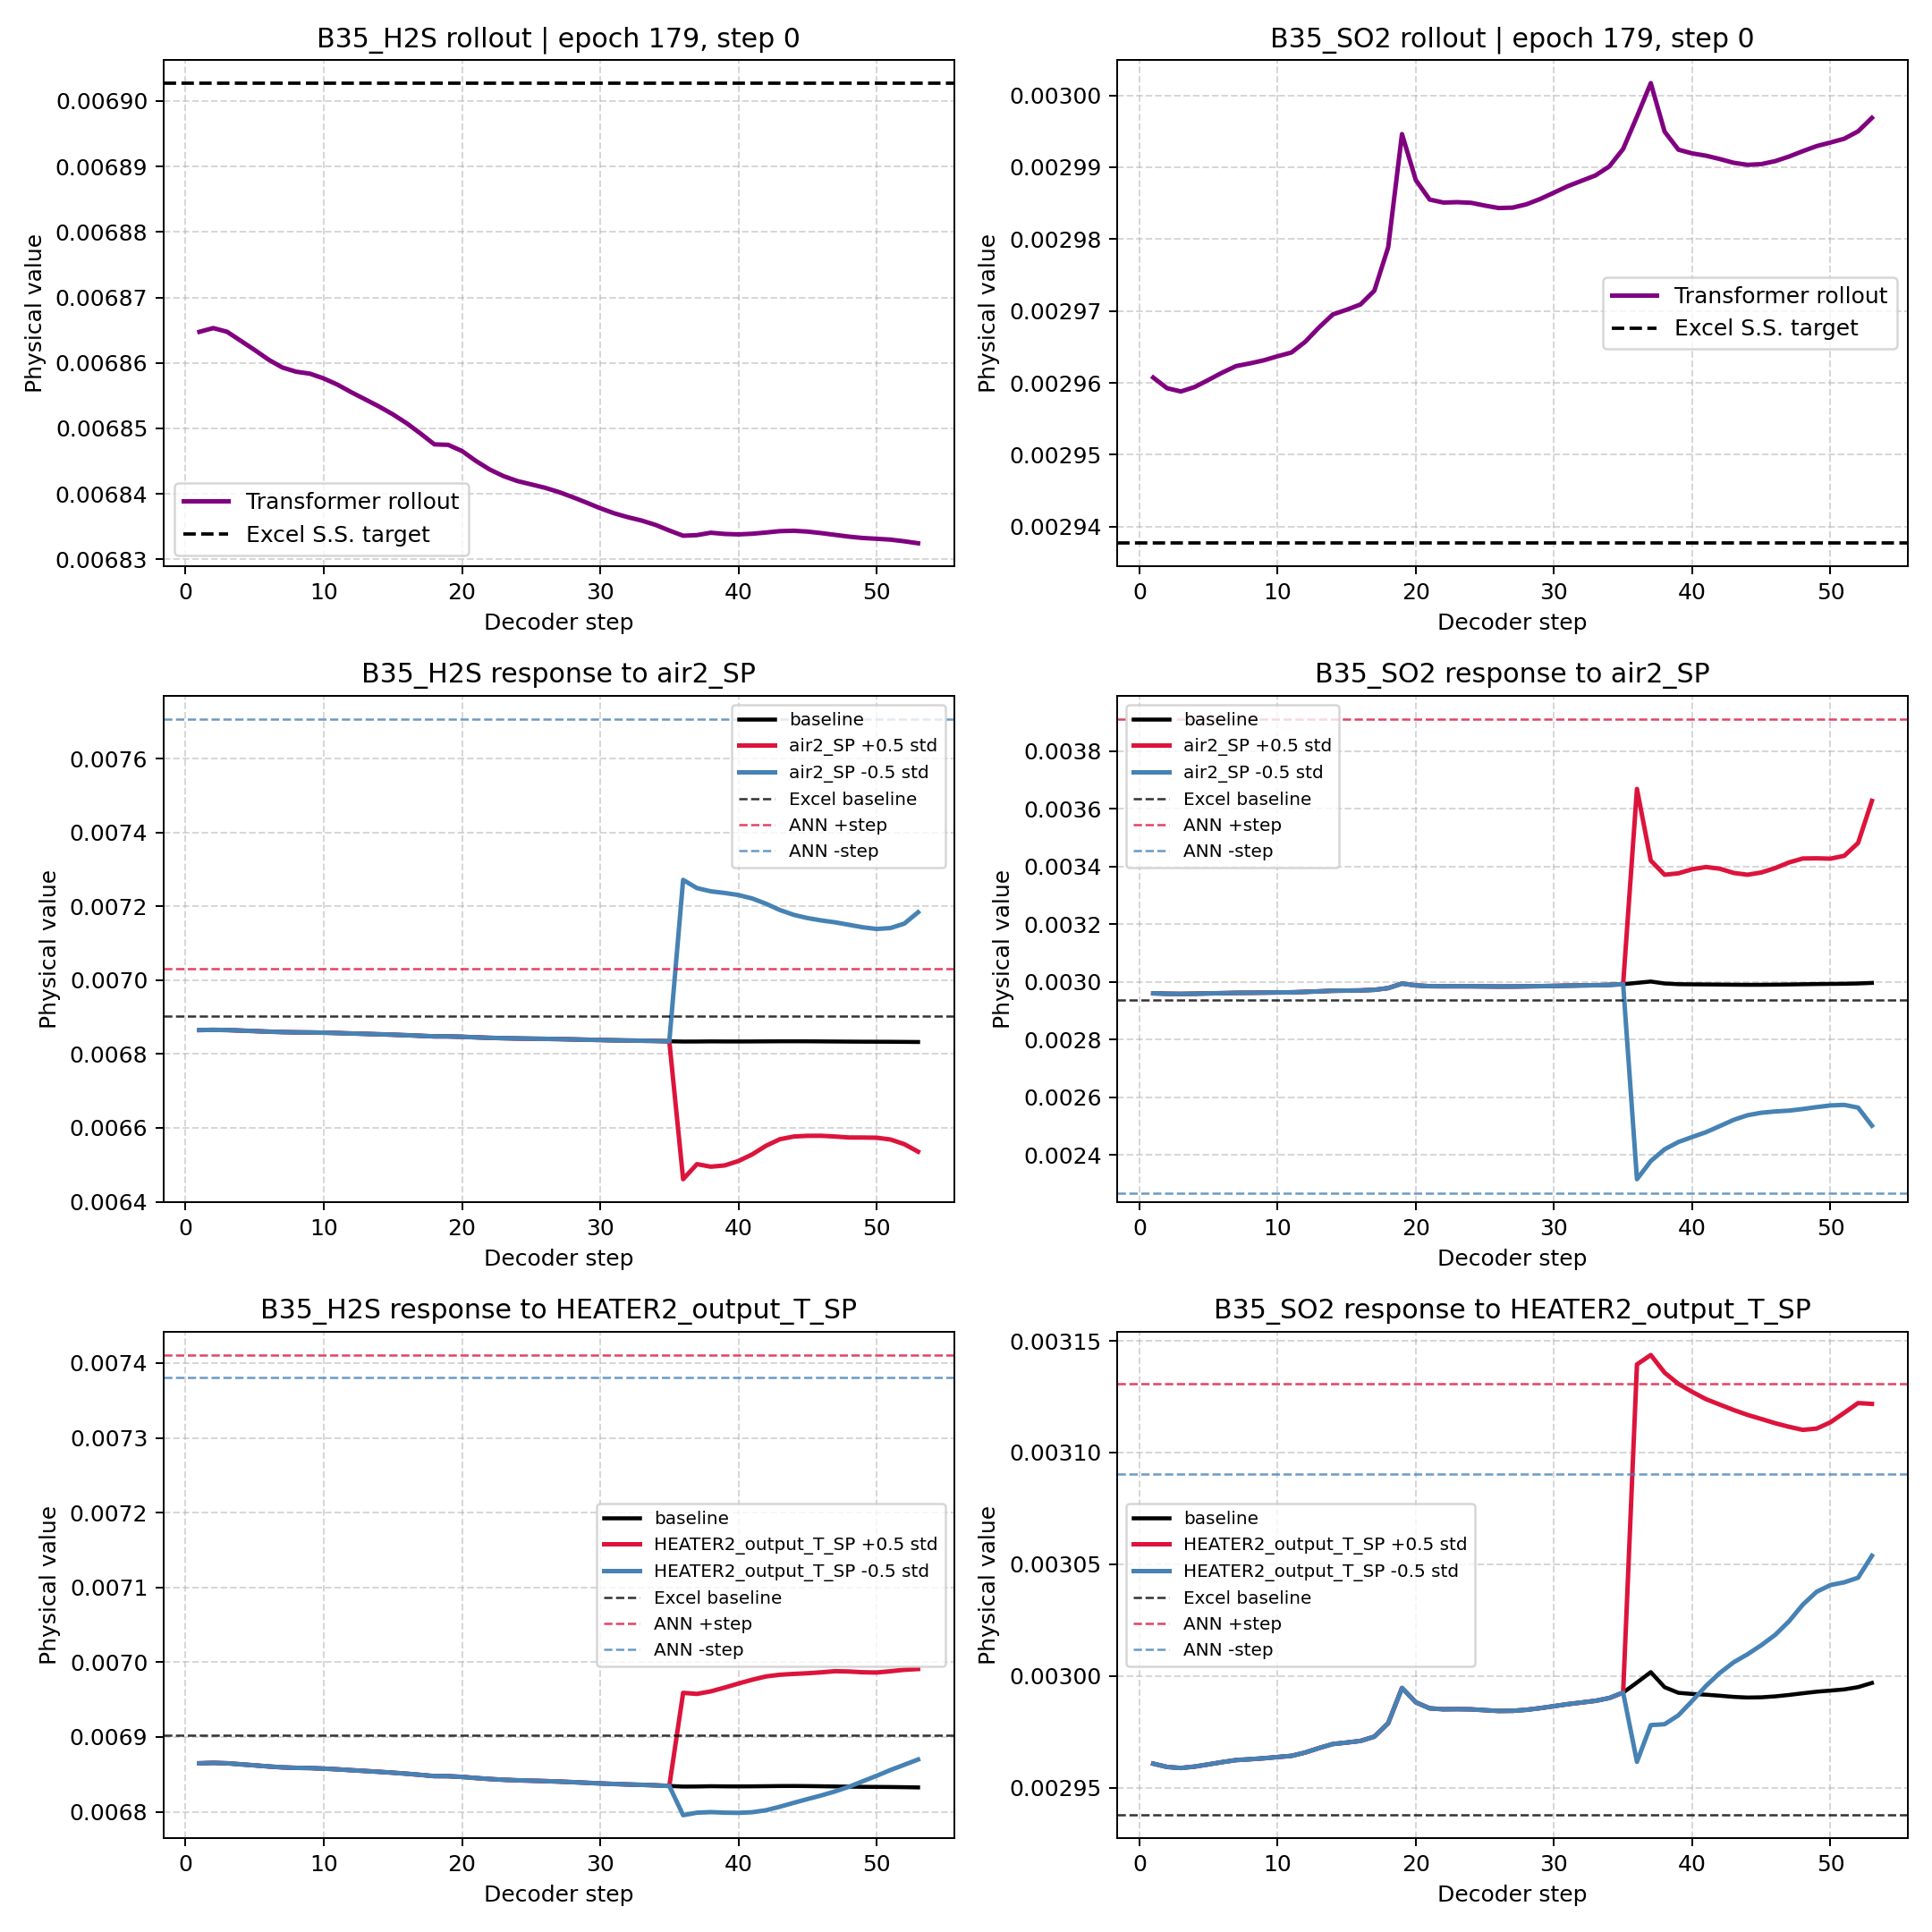 B35_H2S rollout | epoch 179, step 0
Physical value
0.00690
0.00689
0.00688
0.00687
0.00686
0.00685
0.00684
0.00683
Transformer rollout
Excel S.S. target
0
10
20
30
40
50
Decoder step
B35_SO2 rollout | epoch 179, step 0
Physical value
0.00300
0.00299
0.00298
0.00297
0.00296
0.00295
0.00294
Transformer rollout
Excel S.S. target
0
10
20
30
40
50
Decoder step
B35_H2S response to air2_SP
Physical value
0.0076
0.0074
0.0072
0.0070
0.0068
0.0066
0.0064
baseline
air2_SP +0.5 std
air2_SP -0.5 std
Excel baseline
ANN +step
ANN -step
0
10
20
30
40
50
Decoder step
B35_SO2 response to air2_SP
Physical value
0.0038
0.0036
0.0034
0.0032
0.0030
0.0028
0.0026
0.0024
baseline
air2_SP +0.5 std
air2_SP -0.5 std
Excel baseline
ANN +step
ANN -step
0
10
20
30
40
50
Decoder step
B35_H2S response to HEATER2_output_T_SP
Physical value
0.0074
0.0073
0.0072
0.0071
0.0070
0.0069
0.0068
baseline
HEATER2_output_T_SP +0.5 std
HEATER2_output_T_SP -0.5 std
Excel baseline
ANN +step
ANN -step
0
10
20
30
40
50
Decoder step
B35_SO2 response to HEATER2_output_T_SP
Physical value
0.00315
0.00310
0.00305
0.00300
0.00295
baseline
HEATER2_output_T_SP +0.5 std
HEATER2_output_T_SP -0.5 std
Excel baseline
ANN +step
ANN -step
0
10
20
30
40
50
Decoder step